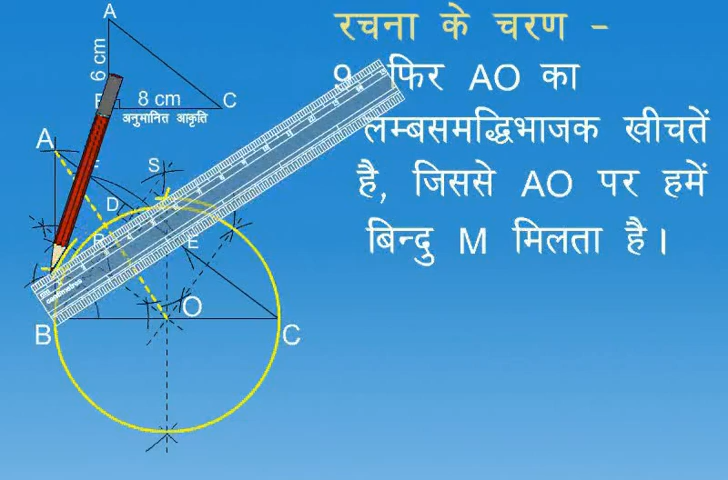 रचना के चरण -
9. फिर AO का
लम्बसमद्धिभाजक खीचतें
है, जिससे AO पर हमें
बिन्दु M मिलता है।
A
6 cm
8 cm
C
अनुमानित आकृति
A
S
D
E
O
B
C